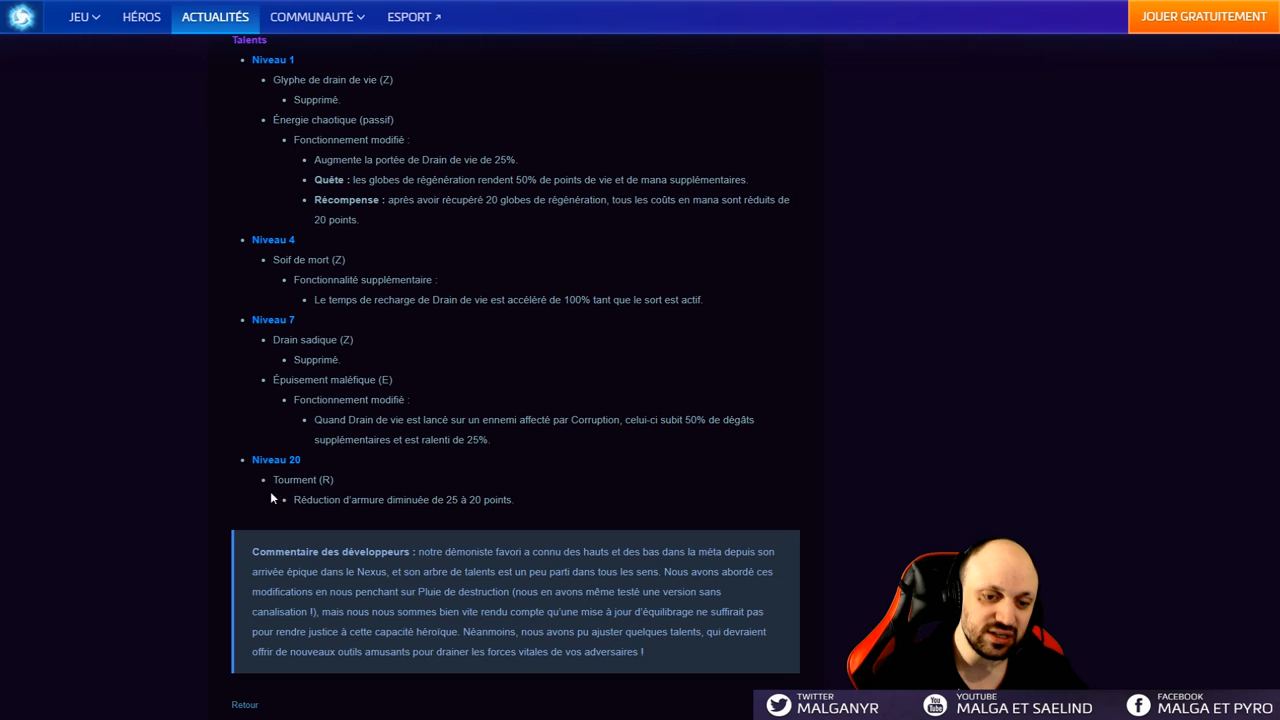 JEU
HÉROS
ACTUALITÉS
COMMUNAUTÉ
ESPORT
JOUER GRATUITEMENT
Talents
Niveau 1
Glyphe de drain de vie (Z)
Supprimé.
Énergie chaotique (passif)
Fonctionnement modifié :
Augmente la portée de Drain de vie de 25%.
Quête : les globes de régénération rendent 50% de points de vie et de mana supplémentaires.
Récompense : après avoir récupéré 20 globes de régénération, tous les coûts en mana sont réduits de
20 points.
Niveau 4
Soif de mort (Z)
Fonctionnalité supplémentaire :
Le temps de recharge de Drain de vie est accéléré de 100% tant que le sort est actif.
Niveau 7
Drain sadique (Z)
Supprimé.
Épuisement maléfique (E)
Fonctionnement modifié :
Quand Drain de vie est lancé sur un ennemi affecté par Corruption, celui-ci subit 50% de dégâts
supplémentaires et est ralenti de 25%.
Niveau 20
Tourment (R)
Réduction d'armure diminuée de 25 à 20 points.
Commentaire des développeurs : notre démoniste favori a connu des hauts et des bas dans la méta depuis son
arrivée épique dans le Nexus, et son arbre de talents est un peu parti dans tous les sens. Nous avons abordé ces
modifications en nous penchant sur Pluie de destruction (nous en avons même testé une version sans
canalisation !), mais nous nous sommes bien vite rendu compte qu'une mise à jour d'équilibrage ne suffirait pas
pour rendre justice à cette capacité héroïque. Néanmoins, nous avons pu ajuster quelques talents, qui devraient
offrir de nouveaux outils amusants pour drainer les forces vitales de vos adversaires !
Retour
TWITTER
MALGANYR
YOUTUBE
MALGA ET SAELIND
FACEBOOK
MALGA ET PYRO